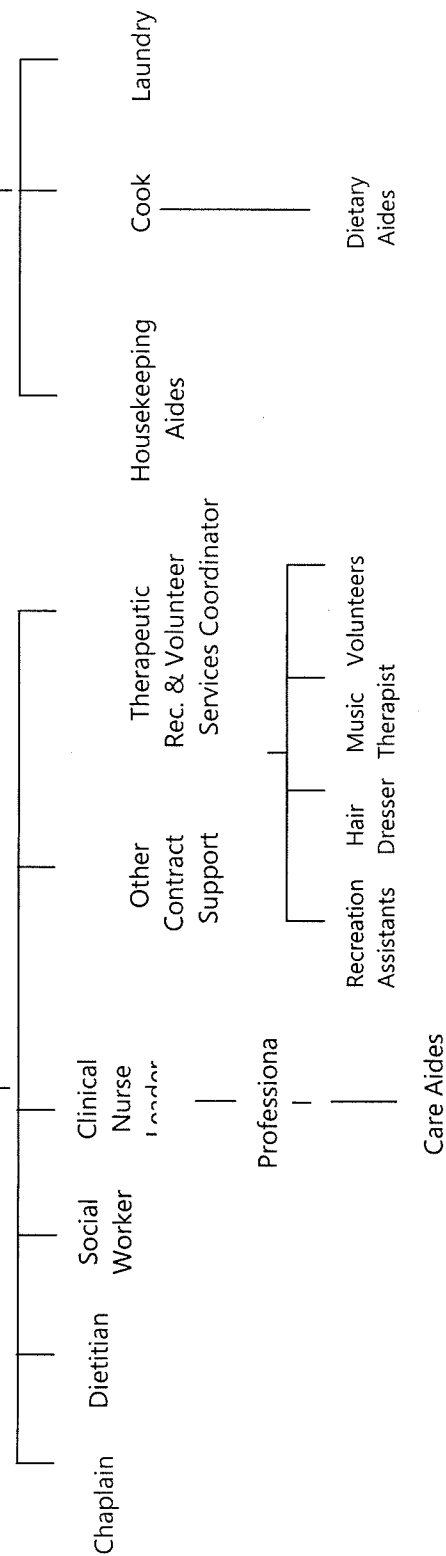 Chaplain
Dietitian
Social
Worker
Clinical
Nurse
Other
Contract
Support
Therapeutic
Rec. & Volunteer
Services Coordinator
Housekeeping
Aides
Cook
Laundry
Professiona
Care Aides
Recreation
Assistants
Hair
Dresser
Music
Therapist
Volunteers
Dietary
Aides